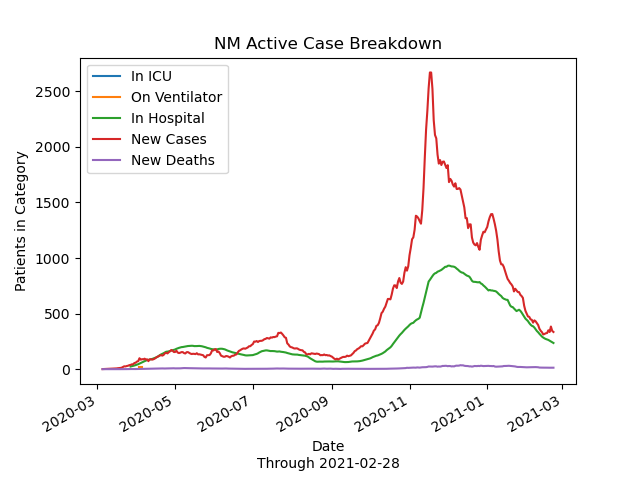 NM Active Case Breakdown
In ICU
On Ventilator
In Hospital
New Cases
New Deaths
Patients in Category
2500
2000
1500
1000
500
0
2020-03
2020-05
2020-07
2020-09
2020-11
2021-01
2021-03
Date
Through 2021-02-28